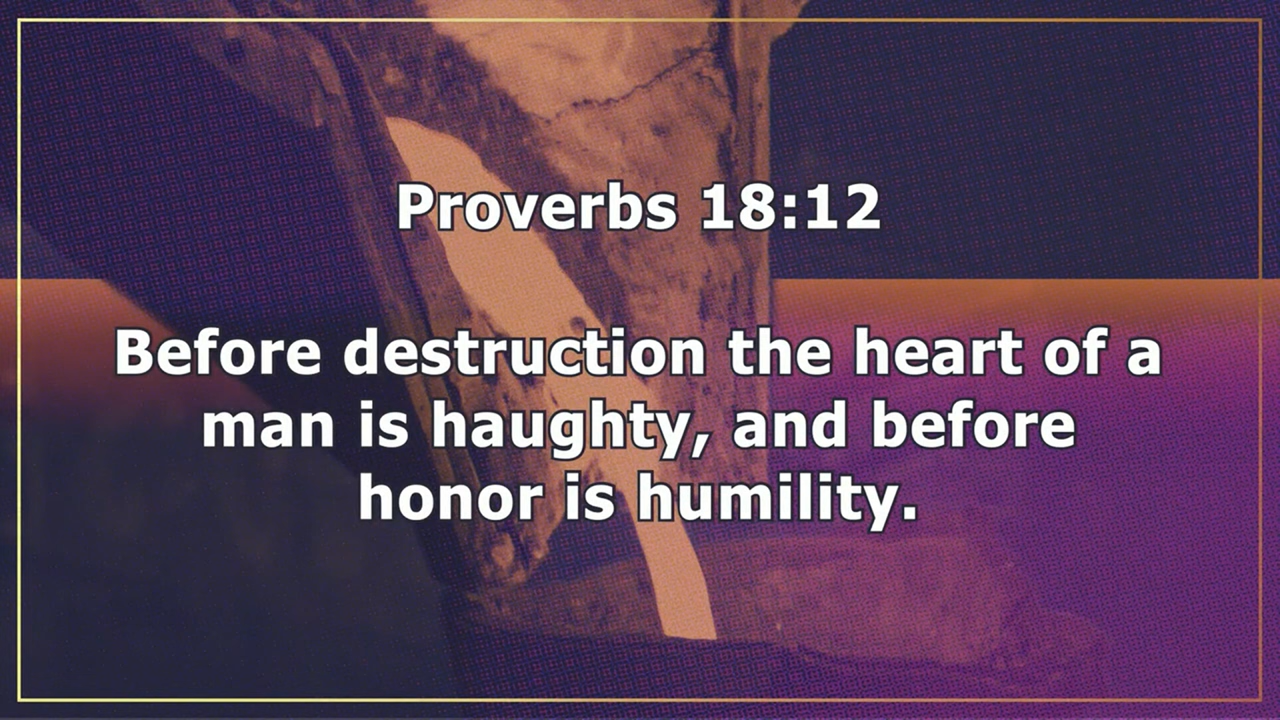 Proverbs 18:12
Before destruction the heart of a
man is haughty, and before
honor is humility.